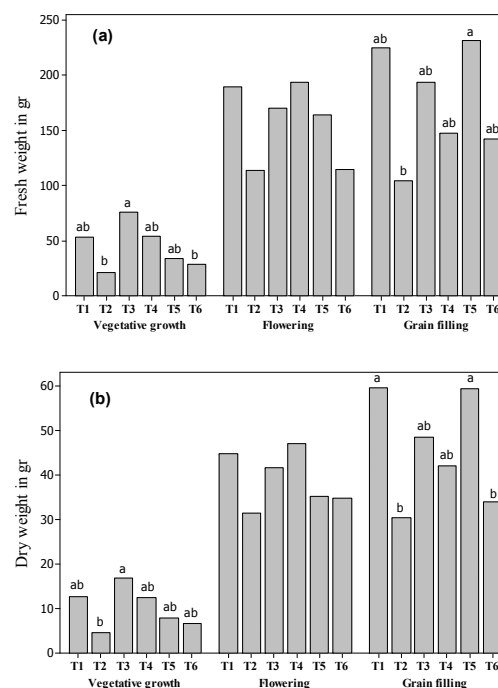 (a)
Fresh weight in gr
250
200
150
100
50
0
ab b a ab ab b
ab b ab ab a ab
T1 T2 T3 T4 T5 T6 T1 T2 T3 T4 T5 T6 T1 T2 T3 T4 T5 T6
Vegetative growth Flowering Grain filling
(b)
Dry weight in gr
60
50
40
30
20
10
0
ab b a ab ab ab
a b ab ab a b
T1 T2 T3 T4 T5 T6 T1 T2 T3 T4 T5 T6 T1 T2 T3 T4 T5 T6
Vegetative growth Flowering Grain filling